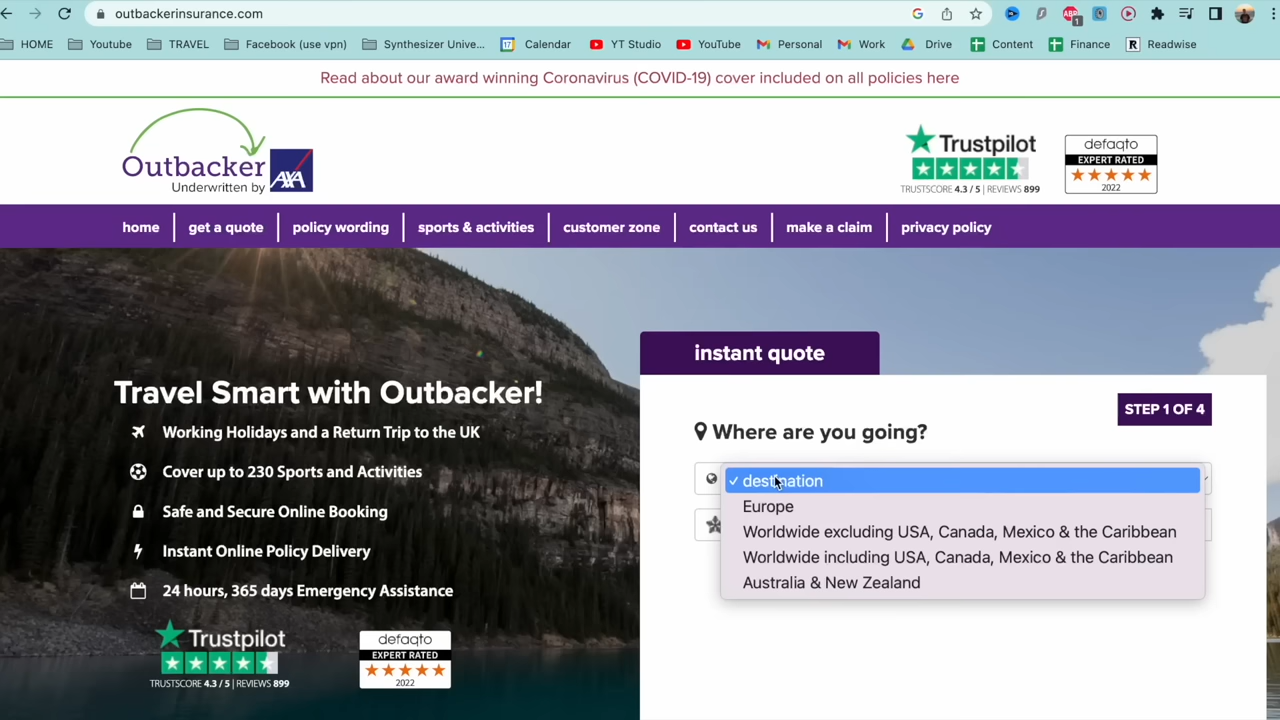 outbackerinsurance.com
ABP
1
HOME
Youtube
TRAVEL
Facebook (use vpn)
Synthesizer Unive...
17
Calendar
YT Studio
YouTube
Personal
Work
Drive
Content
Finance
R
Readwise
Read about our award winning Coronavirus (COVID-19) cover included on all policies here
Outbacker
Underwritten by
AXA
Trustpilot
TRUSTSCORE 4.3 / 5 | REVIEWS 899
defaqto
EXPERT RATED
2022
home
get a quote
policy wording
sports & activities
customer zone
contact us
make a claim
privacy policy
Travel Smart with Outbacker!
Working Holidays and a Return Trip to the UK
Cover up to 230 Sports and Activities
Safe and Secure Online Booking
Instant Online Policy Delivery
24 hours, 365 days Emergency Assistance
Trustpilot
TRUSTSCORE 4.3 / 5 | REVIEWS 899
defaqto
EXPERT RATED
2022
instant quote
STEP 1 OF 4
Where are you going?
✓ destination
Europe
Worldwide excluding USA, Canada, Mexico & the Caribbean
Worldwide including USA, Canada, Mexico & the Caribbean
Australia & New Zealand